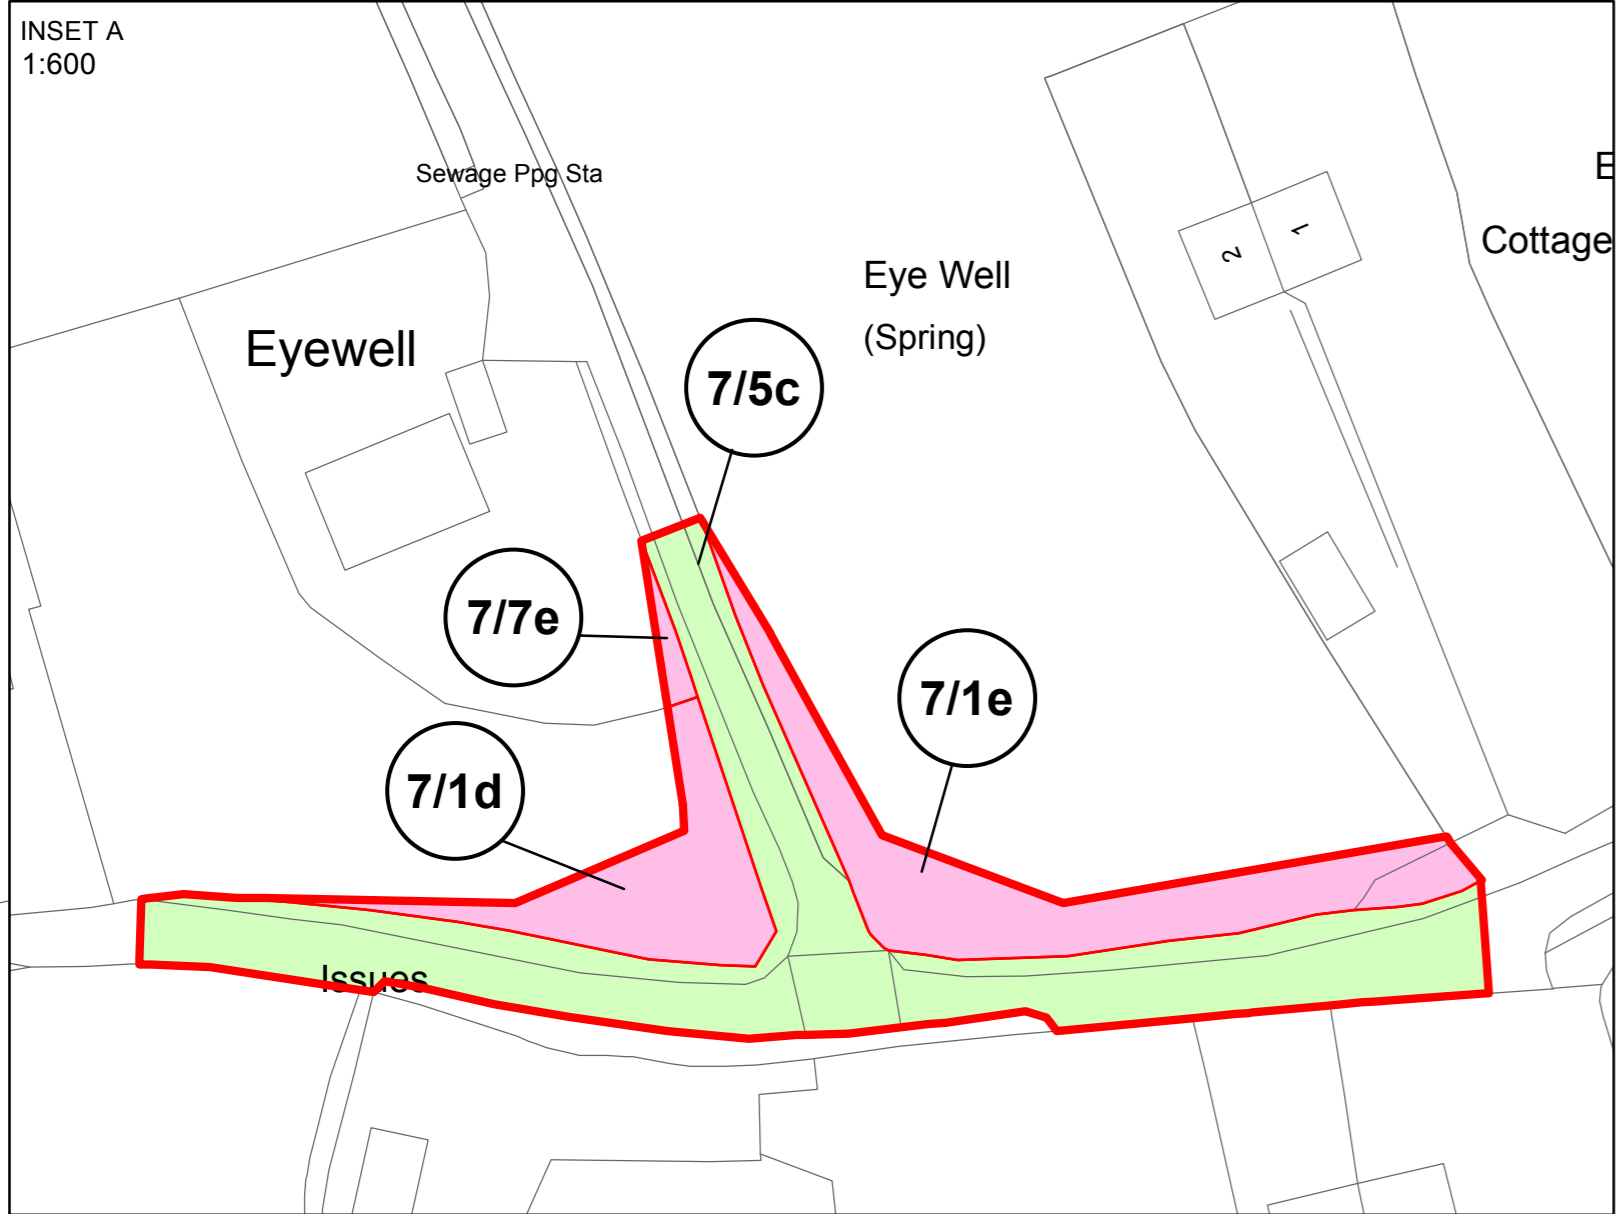 INSET A
1:600
Sewage Ppg Sta
E
Cottage
2
1
Eye Well
(Spring)
Eyewell
7/5c
7/7e
7/1e
7/1d
Issues